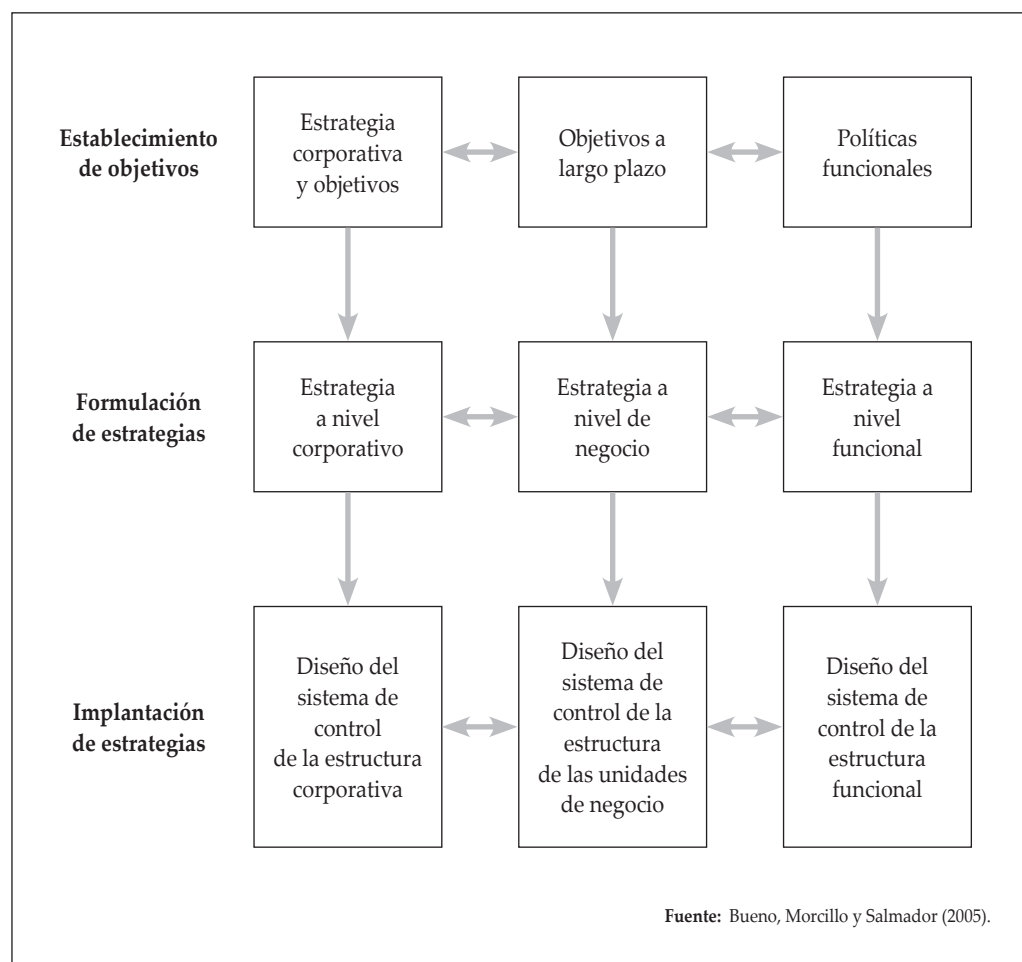 Establecimiento
de objetivos
Estrategia
corporativa
y objetivos
Objetivos a
largo plazo
Políticas
funcionales
Formulación
de estrategias
Estrategia
a nivel
corporativo
Estrategia a
nivel de
negocio
Estrategia a
nivel
funcional
Implantación
de estrategias
Diseño del
sistema de
control
de la estructura
corporativa
Diseño del
sistema de
control de la
estructura
de las unidades
de negocio
Diseño del
sistema de
control de la
estructura
funcional
Fuente: Bueno, Morcillo y Salmador (2005).